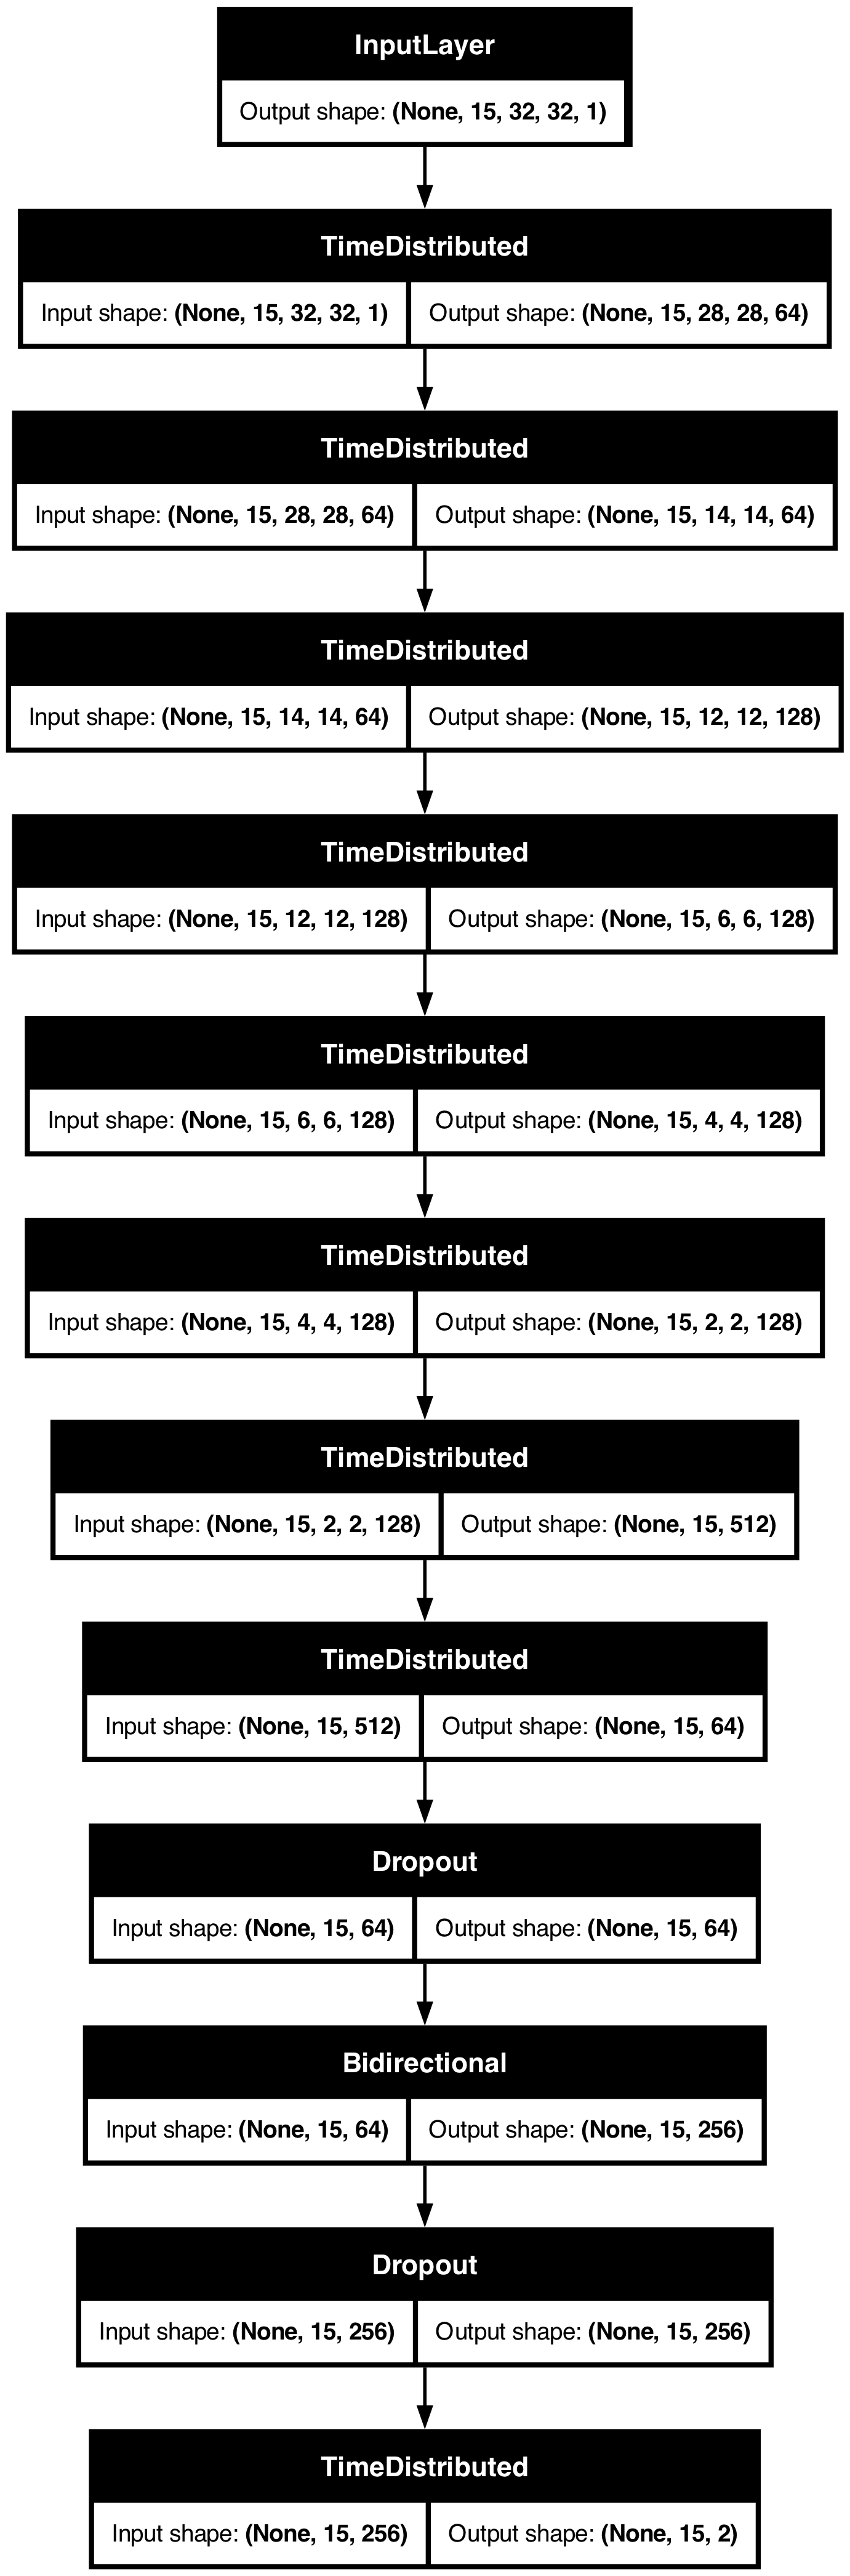 InputLayer
Output shape: (None, 15, 32, 32, 1)
TimeDistributed
Input shape: (None, 15, 32, 32, 1) Output shape: (None, 15, 28, 28, 64)
TimeDistributed
Input shape: (None, 15, 28, 28, 64) Output shape: (None, 15, 14, 14, 64)
TimeDistributed
Input shape: (None, 15, 14, 14, 64) Output shape: (None, 15, 12, 12, 128)
TimeDistributed
Input shape: (None, 15, 12, 12, 128) Output shape: (None, 15, 6, 6, 128)
TimeDistributed
Input shape: (None, 15, 6, 6, 128) Output shape: (None, 15, 4, 4, 128)
TimeDistributed
Input shape: (None, 15, 4, 4, 128) Output shape: (None, 15, 2, 2, 128)
TimeDistributed
Input shape: (None, 15, 2, 2, 128) Output shape: (None, 15, 512)
TimeDistributed
Input shape: (None, 15, 512) Output shape: (None, 15, 64)
Dropout
Input shape: (None, 15, 64) Output shape: (None, 15, 64)
Bidirectional
Input shape: (None, 15, 64) Output shape: (None, 15, 256)
Dropout
Input shape: (None, 15, 256) Output shape: (None, 15, 256)
TimeDistributed
Input shape: (None, 15, 256) Output shape: (None, 15, 2)